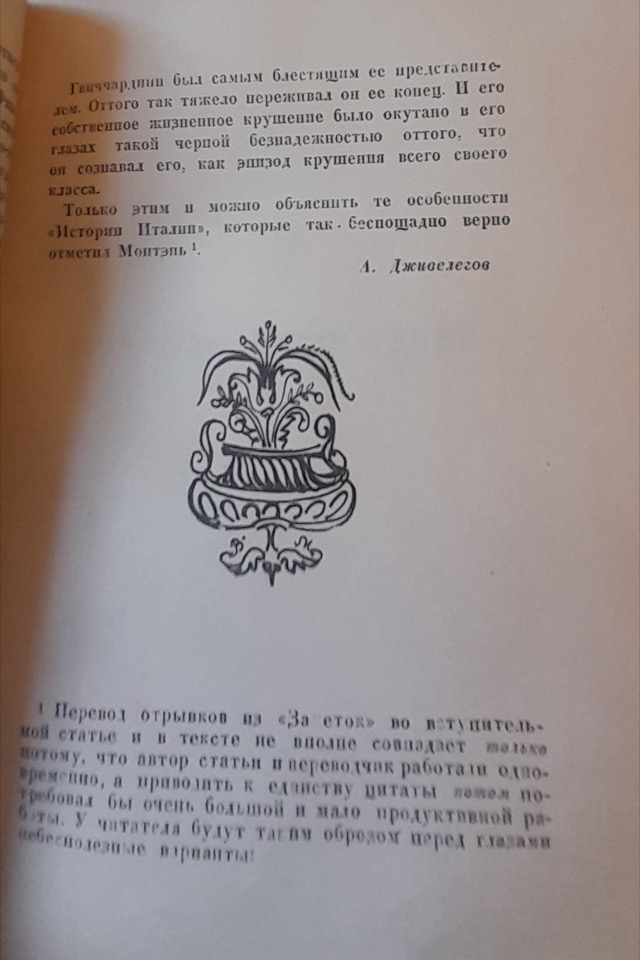 Гвиччардини был самым блестящим ее представите-
лем. Оттого так тяжело переживал он ее конец. И его
собственное жизненное крушение было окутано в его
глазах такой черной безнадежностью оттого, что
он сознавал его, как эпизод крушения всего своего
класса.
Только этим и можно объяснить те особенности
«Истории Италии», которые так беспощадно верно
отметил Монтэнь ¹.
А. Дживелегов
¹ Перевод отрывков из «Заметок» во вступитель-
ной статье и в тексте не вполне совпадает только
потому, что автор статьи и переводчик работали одно-
временно, а приводить к единству цитаты потом по-
требовал бы очень большой и мало продуктивной ра-
боты. У читателя будут таким образом перед глазами
небесполезные варианты.